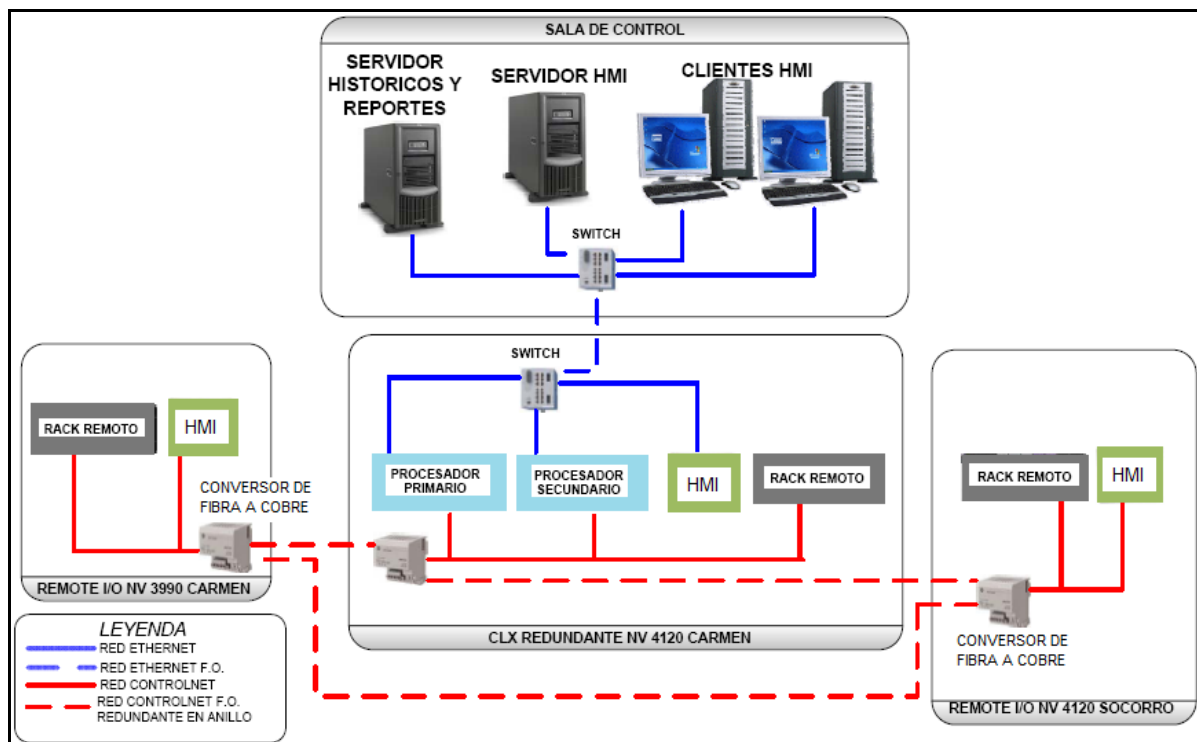 SALA DE CONTROL
SERVIDOR
HISTORICOS Y
REPORTES
SERVIDOR HMI
CLIENTES HMI
SWITCH
SWITCH
RACK REMOTO
HMI
CONVERSOR DE
FIBRA A COBRE
REMOTE I/O NV 3990 CARMEN
PROCESADOR
PRIMARIO
PROCESADOR
SECUNDARIO
HMI
RACK REMOTO
CLX REDUNDANTE NV 4120 CARMEN
RACK REMOTO
HMI
CONVERSOR DE
FIBRA A COBRE
REMOTE I/O NV 4120 SOCORRO
LEYENDA
RED ETHERNET
RED ETHERNET F.O.
RED CONTROLNET
RED CONTROLNET F.O.
REDUNDANTE EN ANILLO